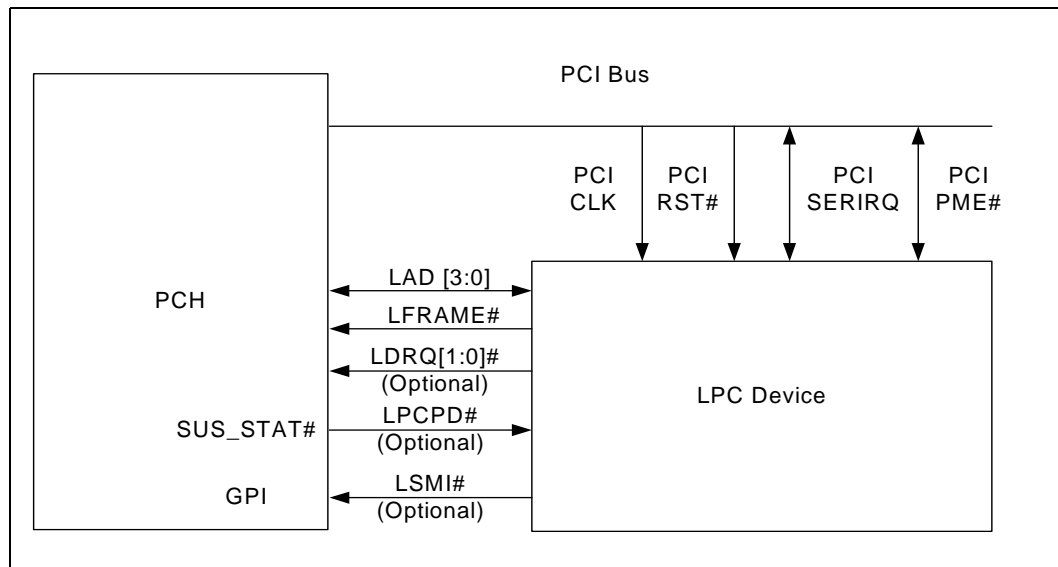 PCI Bus
PCI
CLK
PCI
RST#
PCI
SERIRQ
PCI
PME#
PCH
LAD [3:0]
LFRAME#
LDRQ[1:0]#
(Optional)
SUS_STAT#
LPCPD#
(Optional)
GPI
LSMI#
(Optional)
LPC Device